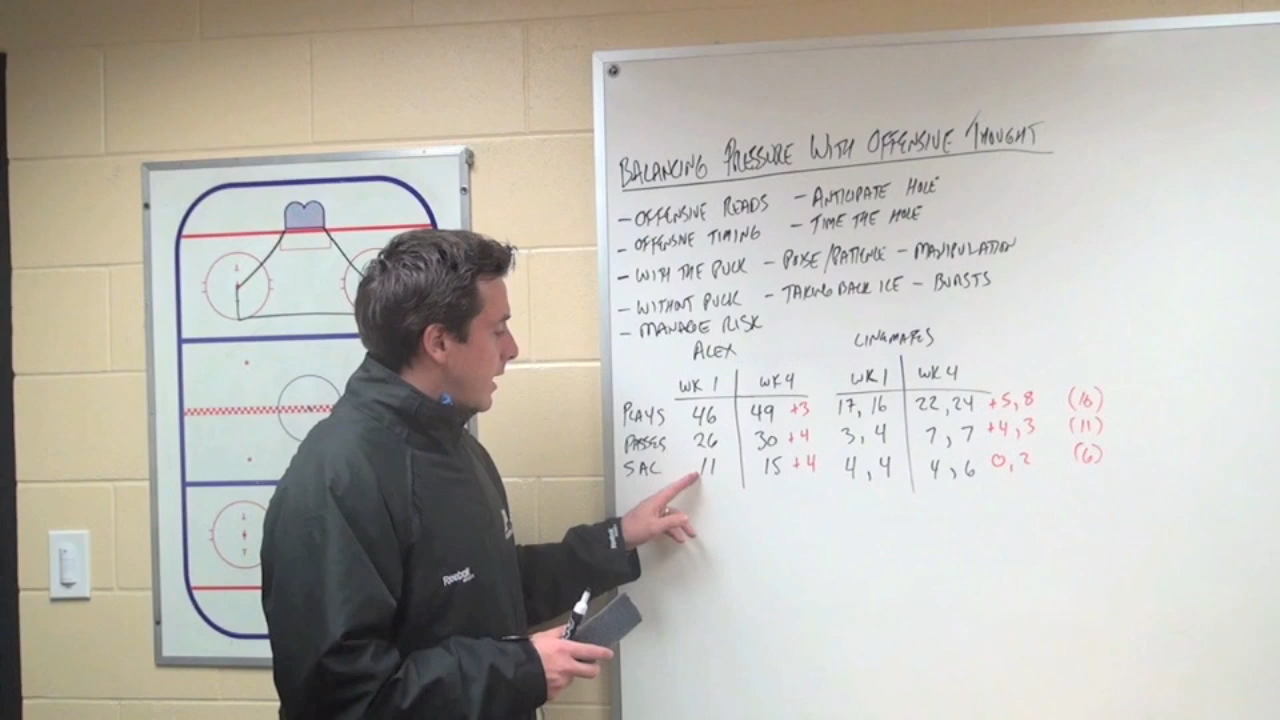 BALANCING PRESSURE WITH OFFENSIVE THOUGHT
- OFFENSIVE READS - ANTICIPATE HOLE
- OFFENSIVE TIMING - TIME THE HOLE
- WITH THE PUCK - POISE/PATIENCE - MANIPULATION
- WITHOUT PUCK - TAKING BACK ICE - BURSTS
- MANAGE RISK
ALEX LINEMATES
WK 1 WK 4 WK 1 WK 4
PLAYS 46 49 +3 17, 16 22, 24 +5, 8 (16)
PASSES 26 30 +4 3, 4 7, 7 +4, 3 (11)
SAC 11 15 +4 4, 4 4, 6 0, 2 (6)
Reebok